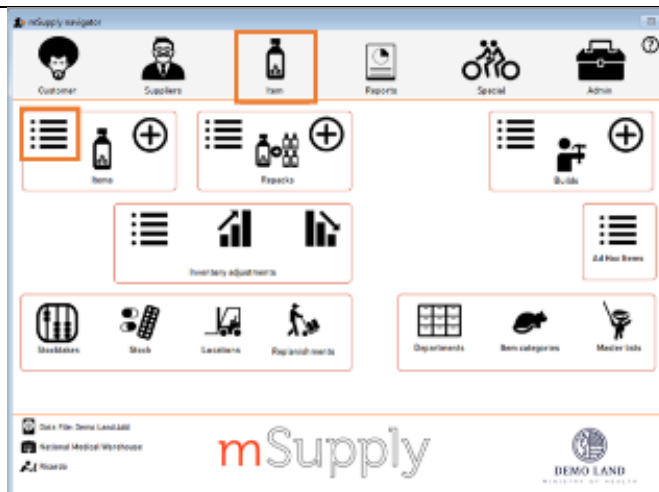 mSupply navigator
Customer
Suppliers
Item
Reports
Special
Admin
?
Items
Repacks
Builds
Inventory adjustments
Ad Hoc Items
Stocktakes
Stock
Locations
Replenishments
Departments
Item categories
Master lists
Data File: Demo Land.4dd
National Medical Warehouse
Ricardo
mSupply
DEMO LAND
MINISTRY OF HEALTH